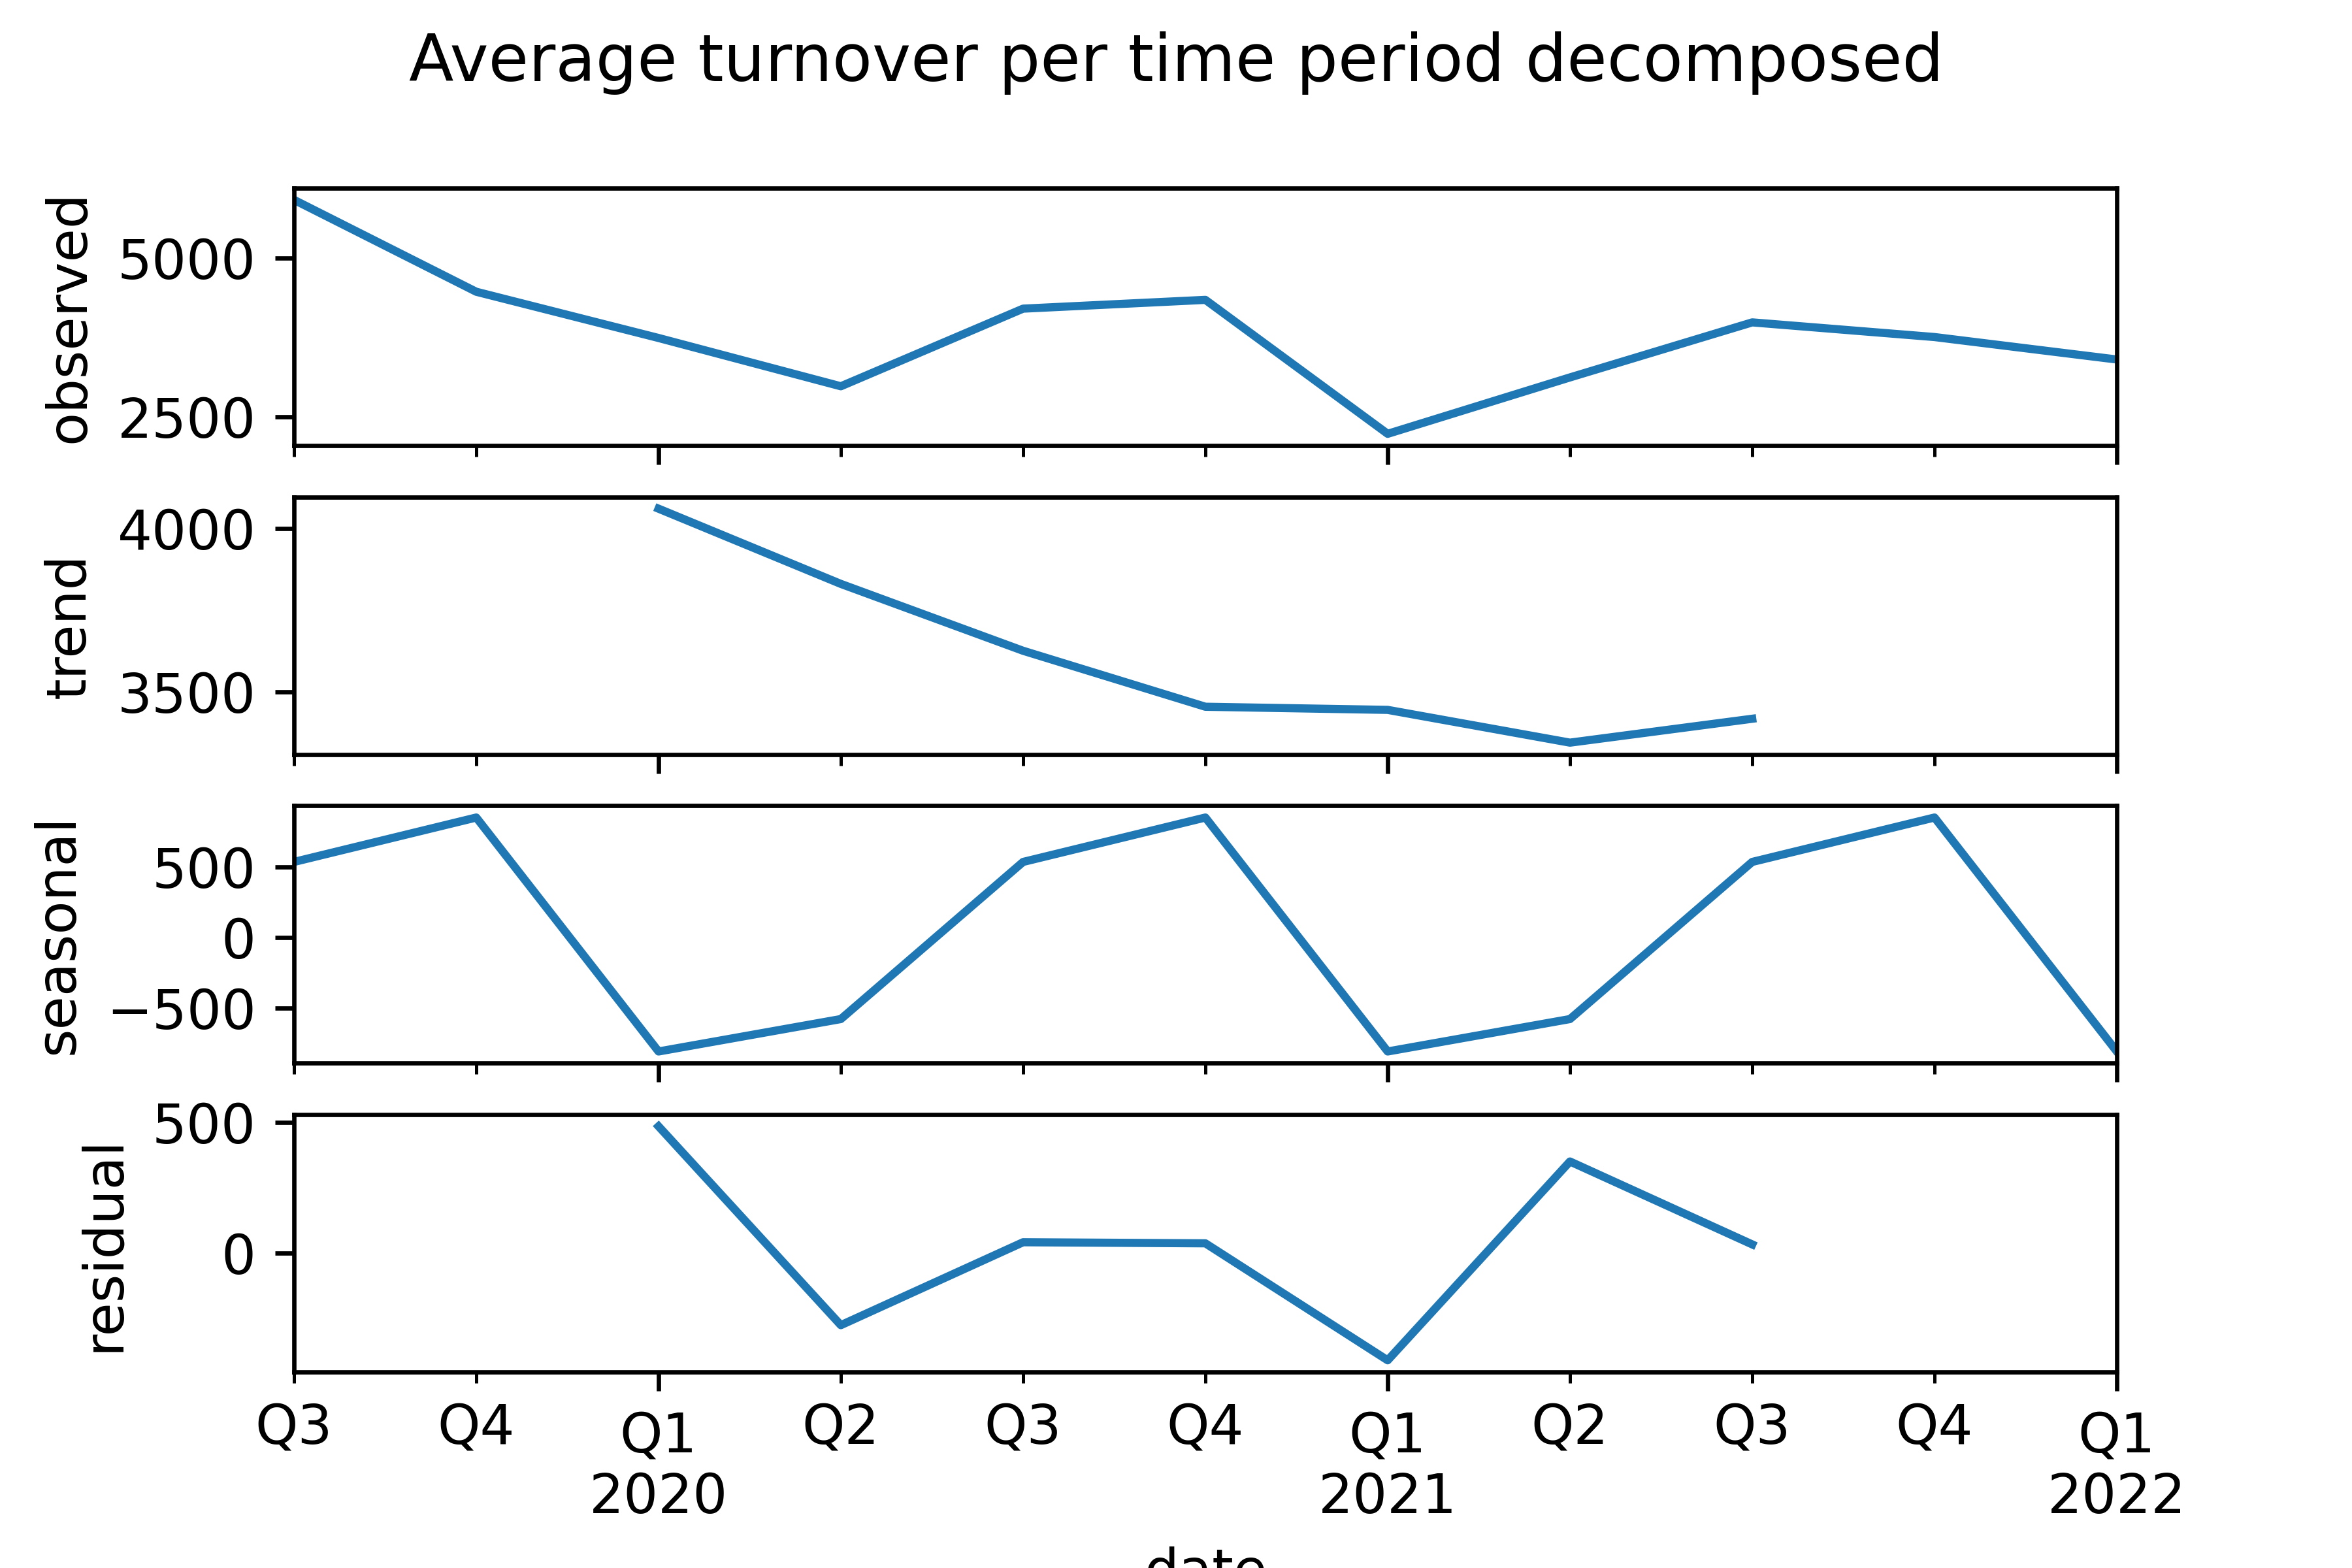 Average turnover per time period decomposed
observed
5000
2500
trend
4000
3500
seasonal
500
0
−500
residual
500
0
Q3 Q4 Q1 Q2 Q3 Q4 Q1 Q2 Q3 Q4 Q1
2020 2021 2022
date